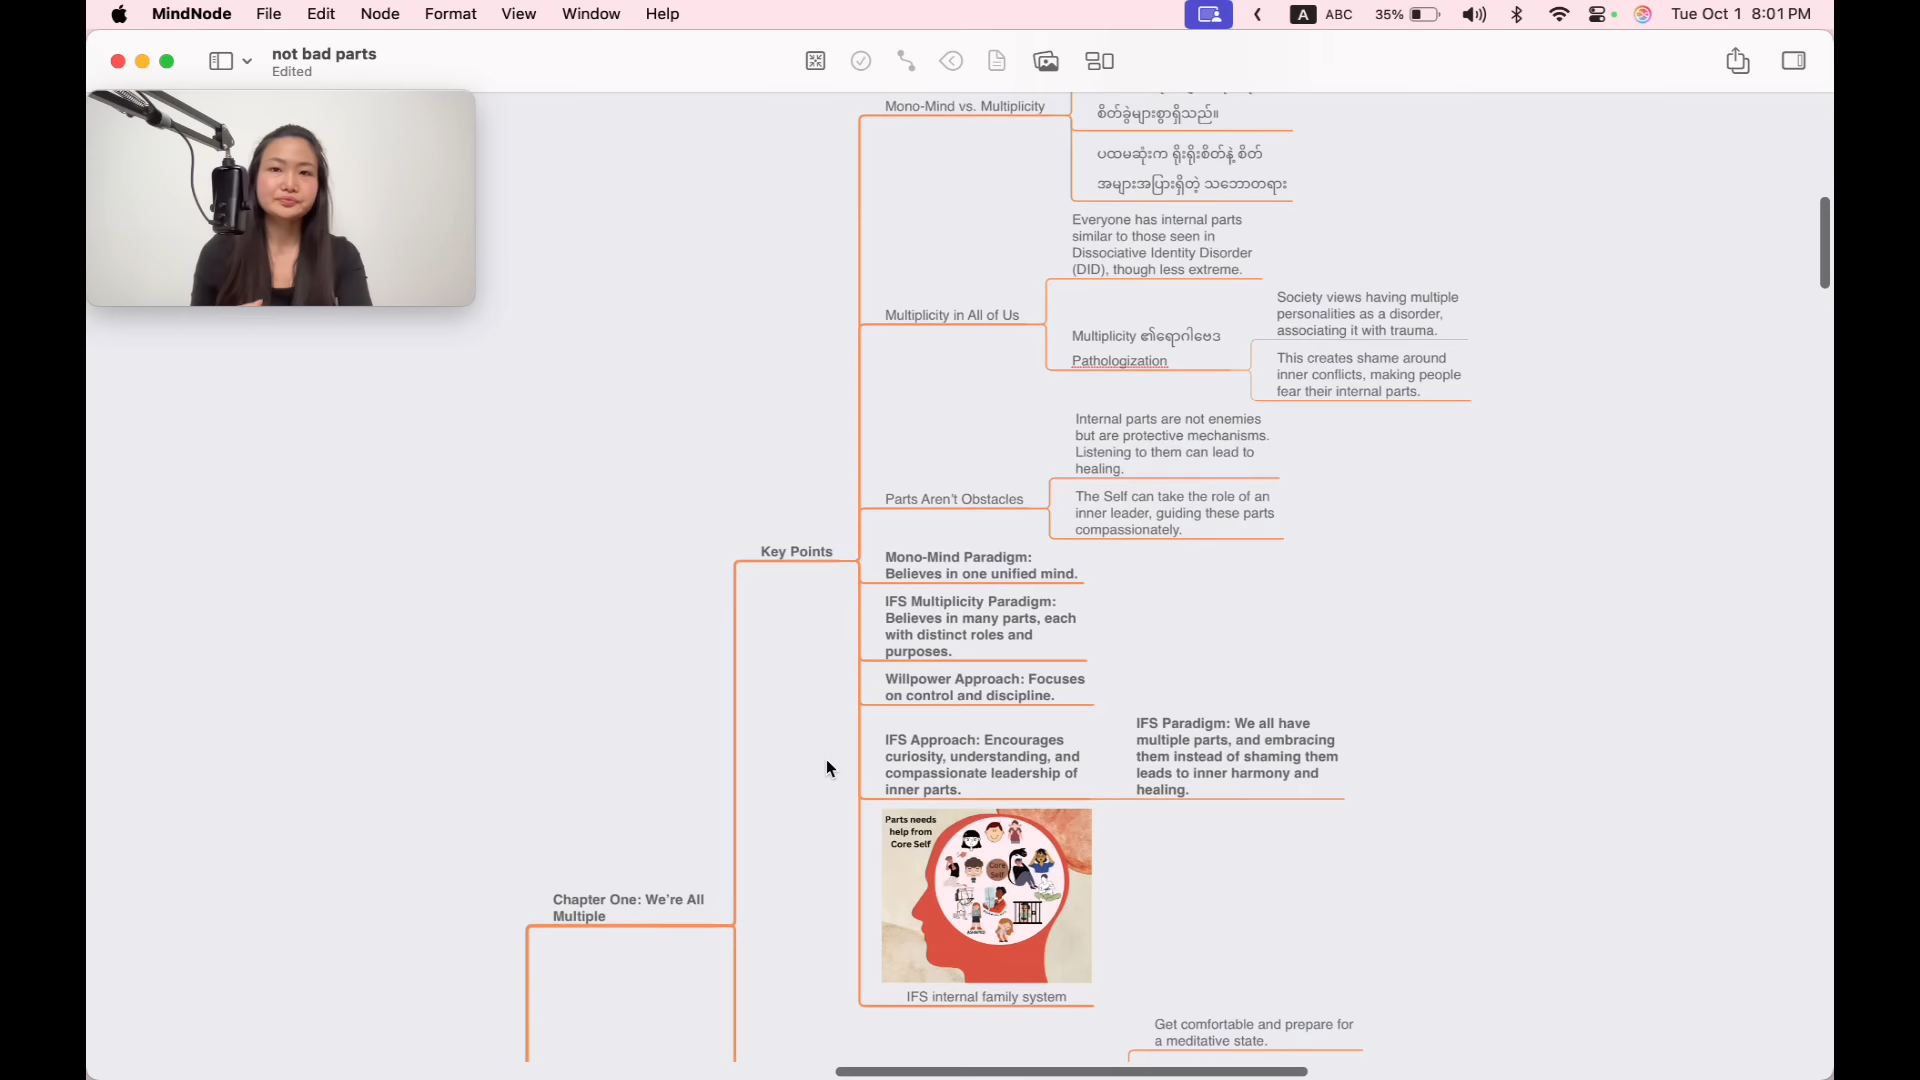 MindNode File Edit Node Format View Window Help
A ABC 35% Tue Oct 1 8:01 PM
not bad parts
Edited
Mono-Mind vs. Multiplicity
စိတ်ခွဲများစွာရှိသည်။
ပထမဆုံးက ရိုးရိုးစိတ်နဲ့ စိတ်
အများအပြားရှိတဲ့ သဘောတရား
Everyone has internal parts
similar to those seen in
Dissociative Identity Disorder
(DID), though less extreme.
Multiplicity in All of Us
Multiplicity ၏ရောဂါဗေဒ
Pathologization
Society views having multiple
personalities as a disorder,
associating it with trauma.
This creates shame around
inner conflicts, making people
fear their internal parts.
Internal parts are not enemies
but are protective mechanisms.
Listening to them can lead to
healing.
Parts Aren't Obstacles
The Self can take the role of an
inner leader, guiding these parts
compassionately.
Key Points
Mono-Mind Paradigm:
Believes in one unified mind.
IFS Multiplicity Paradigm:
Believes in many parts, each
with distinct roles and
purposes.
Willpower Approach: Focuses
on control and discipline.
IFS Approach: Encourages
curiosity, understanding, and
compassionate leadership of
inner parts.
IFS Paradigm: We all have
multiple parts, and embracing
them instead of shaming them
leads to inner harmony and
healing.
Parts needs
help from
Core Self
Core
Self
ASHAMED
IFS internal family system
Chapter One: We're All
Multiple
Get comfortable and prepare for
a meditative state.